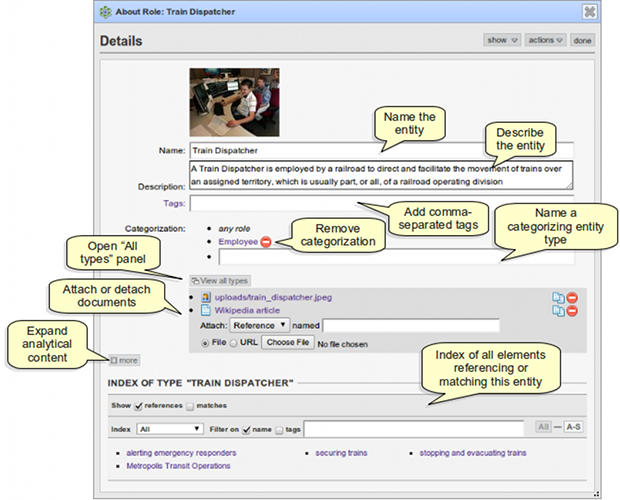 About Role: Train Dispatcher
Details
show
actions
done
Name the
entity
Describe
the entity
Name:
Train Dispatcher
A Train Dispatcher is employed by a railroad to direct and facilitate the movement of trains over
an assigned territory, which is usually part, or all, of a railroad operating division
Description:
Tags:
Add comma-
separated tags
Name a
categorizing entity
type
Categorization:
• any role
• Employee
•
Remove
categorization
Open "All
types" panel
View all types
Attach or detach
documents
• uploads/train_dispatcher.jpeg
• Wikipedia article
Attach: Reference named
File URL Choose File No file chosen
Expand
analytical
content
more
Index of all elements
referencing or
matching this entity
INDEX OF TYPE "TRAIN DISPATCHER"
Show references matches
Index All Filter on name tags All — A-S
• alerting emergency responders • securing trains • stopping and evacuating trains
• Metropolis Transit Operations